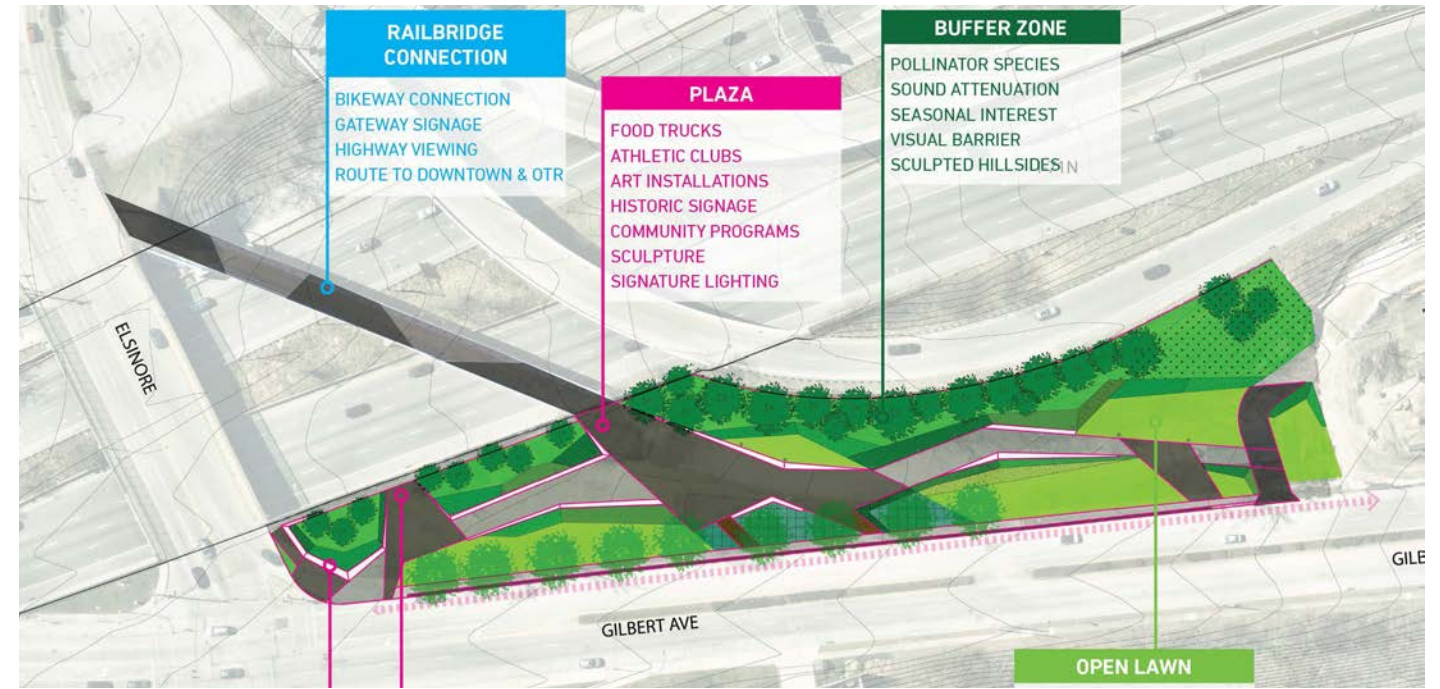 RAILBRIDGE
CONNECTION
BIKEWAY CONNECTION
GATEWAY SIGNAGE
HIGHWAY VIEWING
ROUTE TO DOWNTOWN & OTR
PLAZA
FOOD TRUCKS
ATHLETIC CLUBS
ART INSTALLATIONS
HISTORIC SIGNAGE
COMMUNITY PROGRAMS
SCULPTURE
SIGNATURE LIGHTING
BUFFER ZONE
POLLINATOR SPECIES
SOUND ATTENUATION
SEASONAL INTEREST
VISUAL BARRIER
SCULPTED HILLSIDES
ELSINORE
GILBERT AVE
GILB
OPEN LAWN